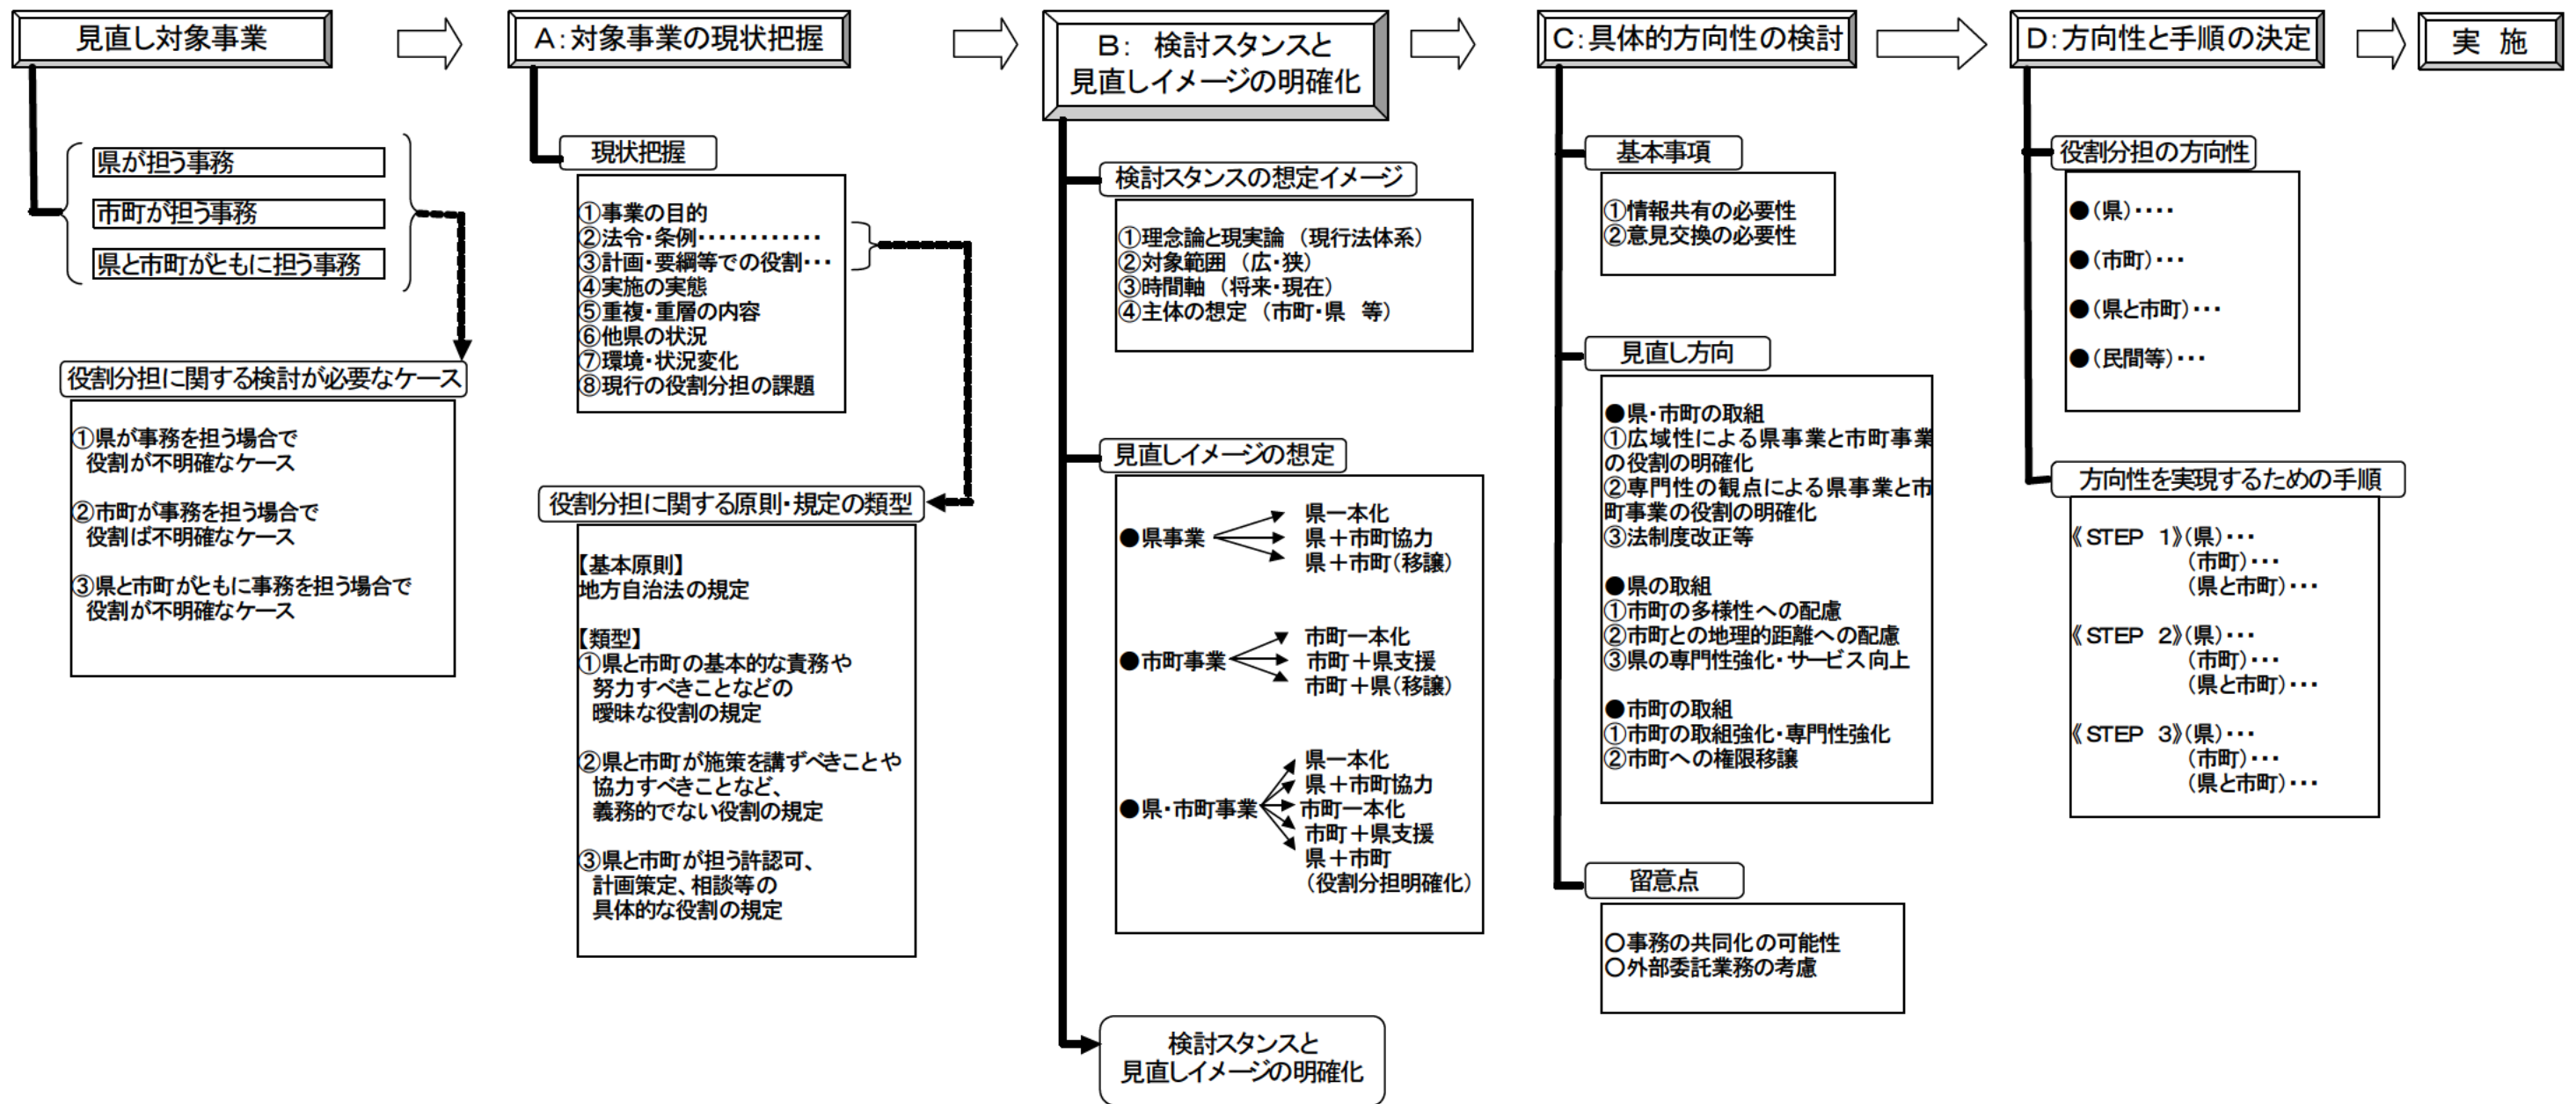 見直し対象事業
県が担う事務
市町が担う事務
県と市町がともに担う事務
役割分担に関する検討が必要なケース
①県が事務を担う場合で
役割が不明確なケース
②市町が事務を担う場合で
役割ば不明確なケース
③県と市町がともに事務を担う場合で
役割が不明確なケース
A:対象事業の現状把握
現状把握
①事業の目的
②法令・条例・・・・・・・・・・・・
③計画・要綱等での役割・・・
④実施の実態
⑤重複・重層の内容
⑥他県の状況
⑦環境・状況変化
⑧現行の役割分担の課題
役割分担に関する原則・規定の類型
【基本原則】
地方自治法の規定
【類型】
①県と市町の基本的な責務や
努力すべきことなどの
曖昧な役割の規定
②県と市町が施策を講ずべきことや
協力すべきことなど、
義務的でない役割の規定
③県と市町が担う許認可、
計画策定、相談等の
具体的な役割の規定
B: 検討スタンスと
見直しイメージの明確化
検討スタンスの想定イメージ
①理念論と現実論 (現行法体系)
②対象範囲 (広・狭)
③時間軸 (将来・現在)
④主体の想定 (市町・県 等)
見直しイメージの想定
●県事業
県一本化
県+市町協力
県+市町(移譲)
●市町事業
市町一本化
市町+県支援
市町+県(移譲)
●県・市町事業
県一本化
県+市町協力
市町一本化
市町+県支援
県+市町
(役割分担明確化)
検討スタンスと
見直しイメージの明確化
C:具体的方向性の検討
基本事項
①情報共有の必要性
②意見交換の必要性
見直し方向
●県・市町の取組
①広域性による県事業と市町事業
の役割の明確化
②専門性の観点による県事業と市
町事業の役割の明確化
③法制度改正等
●県の取組
①市町の多様性への配慮
②市町との地理的距離への配慮
③県の専門性強化・サービス向上
●市町の取組
①市町の取組強化・専門性強化
②市町への権限移譲
留意点
○事務の共同化の可能性
○外部委託業務の考慮
D:方向性と手順の決定
役割分担の方向性
●(県)・・・・
●(市町)・・・
●(県と市町)・・・
●(民間等)・・・
方向性を実現するための手順
《STEP 1》(県)・・・
(市町)・・・
(県と市町)・・・
《STEP 2》(県)・・・
(市町)・・・
(県と市町)・・・
《STEP 3》(県)・・・
(市町)・・・
(県と市町)・・・
実 施